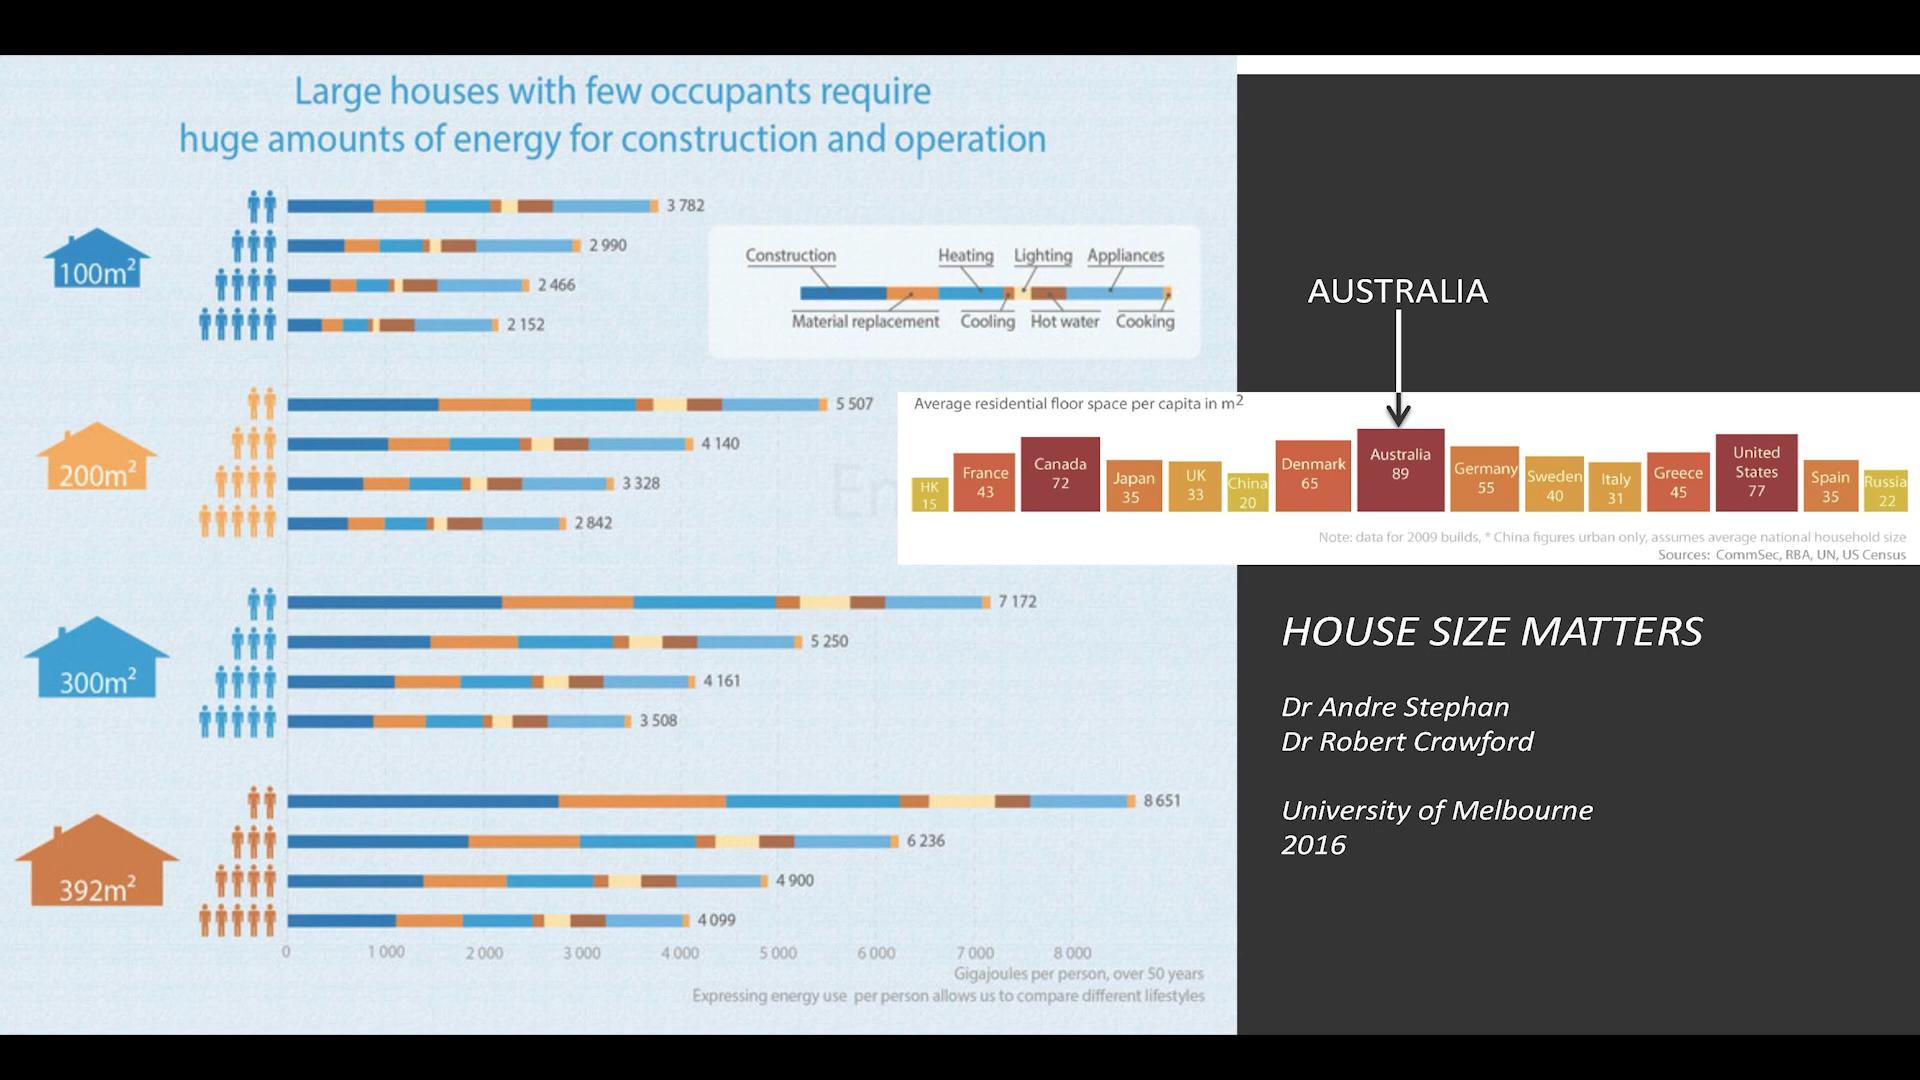 Large houses with few occupants require
huge amounts of energy for construction and operation
100m²
3 782
2 990
2 466
2 152
Construction Heating Lighting Appliances
Material replacement Cooling Hot water Cooking
200m²
5 507
4 140
3 328
2 842
300m²
7 172
5 250
4 161
3 508
392m²
8 651
6 236
4 900
4 099
0 1 000 2 000 3 000 4 000 5 000 6 000 7 000 8 000
Gigajoules per person, over 50 years
Expressing energy use per person allows us to compare different lifestyles
AUSTRALIA
Average residential floor space per capita in m²
HK
15
France
43
Canada
72
Japan
35
UK
33
China
20
Denmark
65
Australia
89
Germany
55
Sweden
40
Italy
31
Greece
45
United
States
77
Spain
35
Russia
22
Note: data for 2009 builds, * China figures urban only, assumes average national household size
Sources: CommSec, RBA, UN, US Census
HOUSE SIZE MATTERS
Dr Andre Stephan
Dr Robert Crawford
University of Melbourne
2016